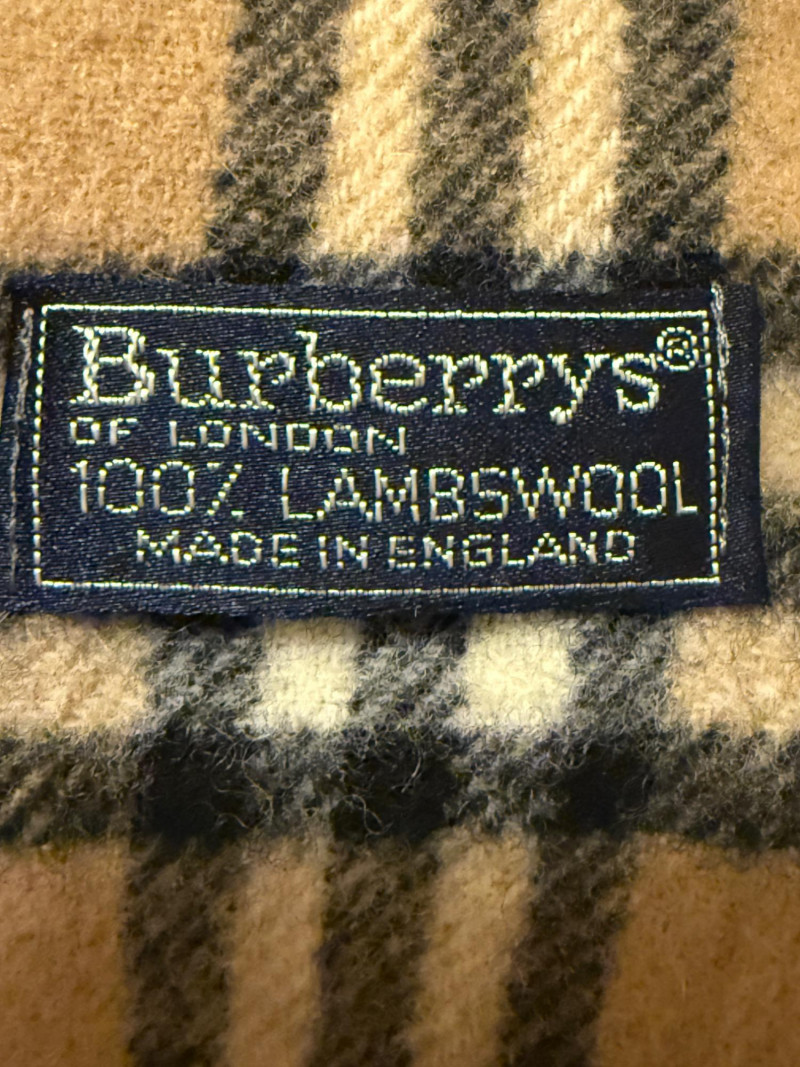 Burberrys®
OF LONDON
100% LAMBSWOOL
MADE IN ENGLAND